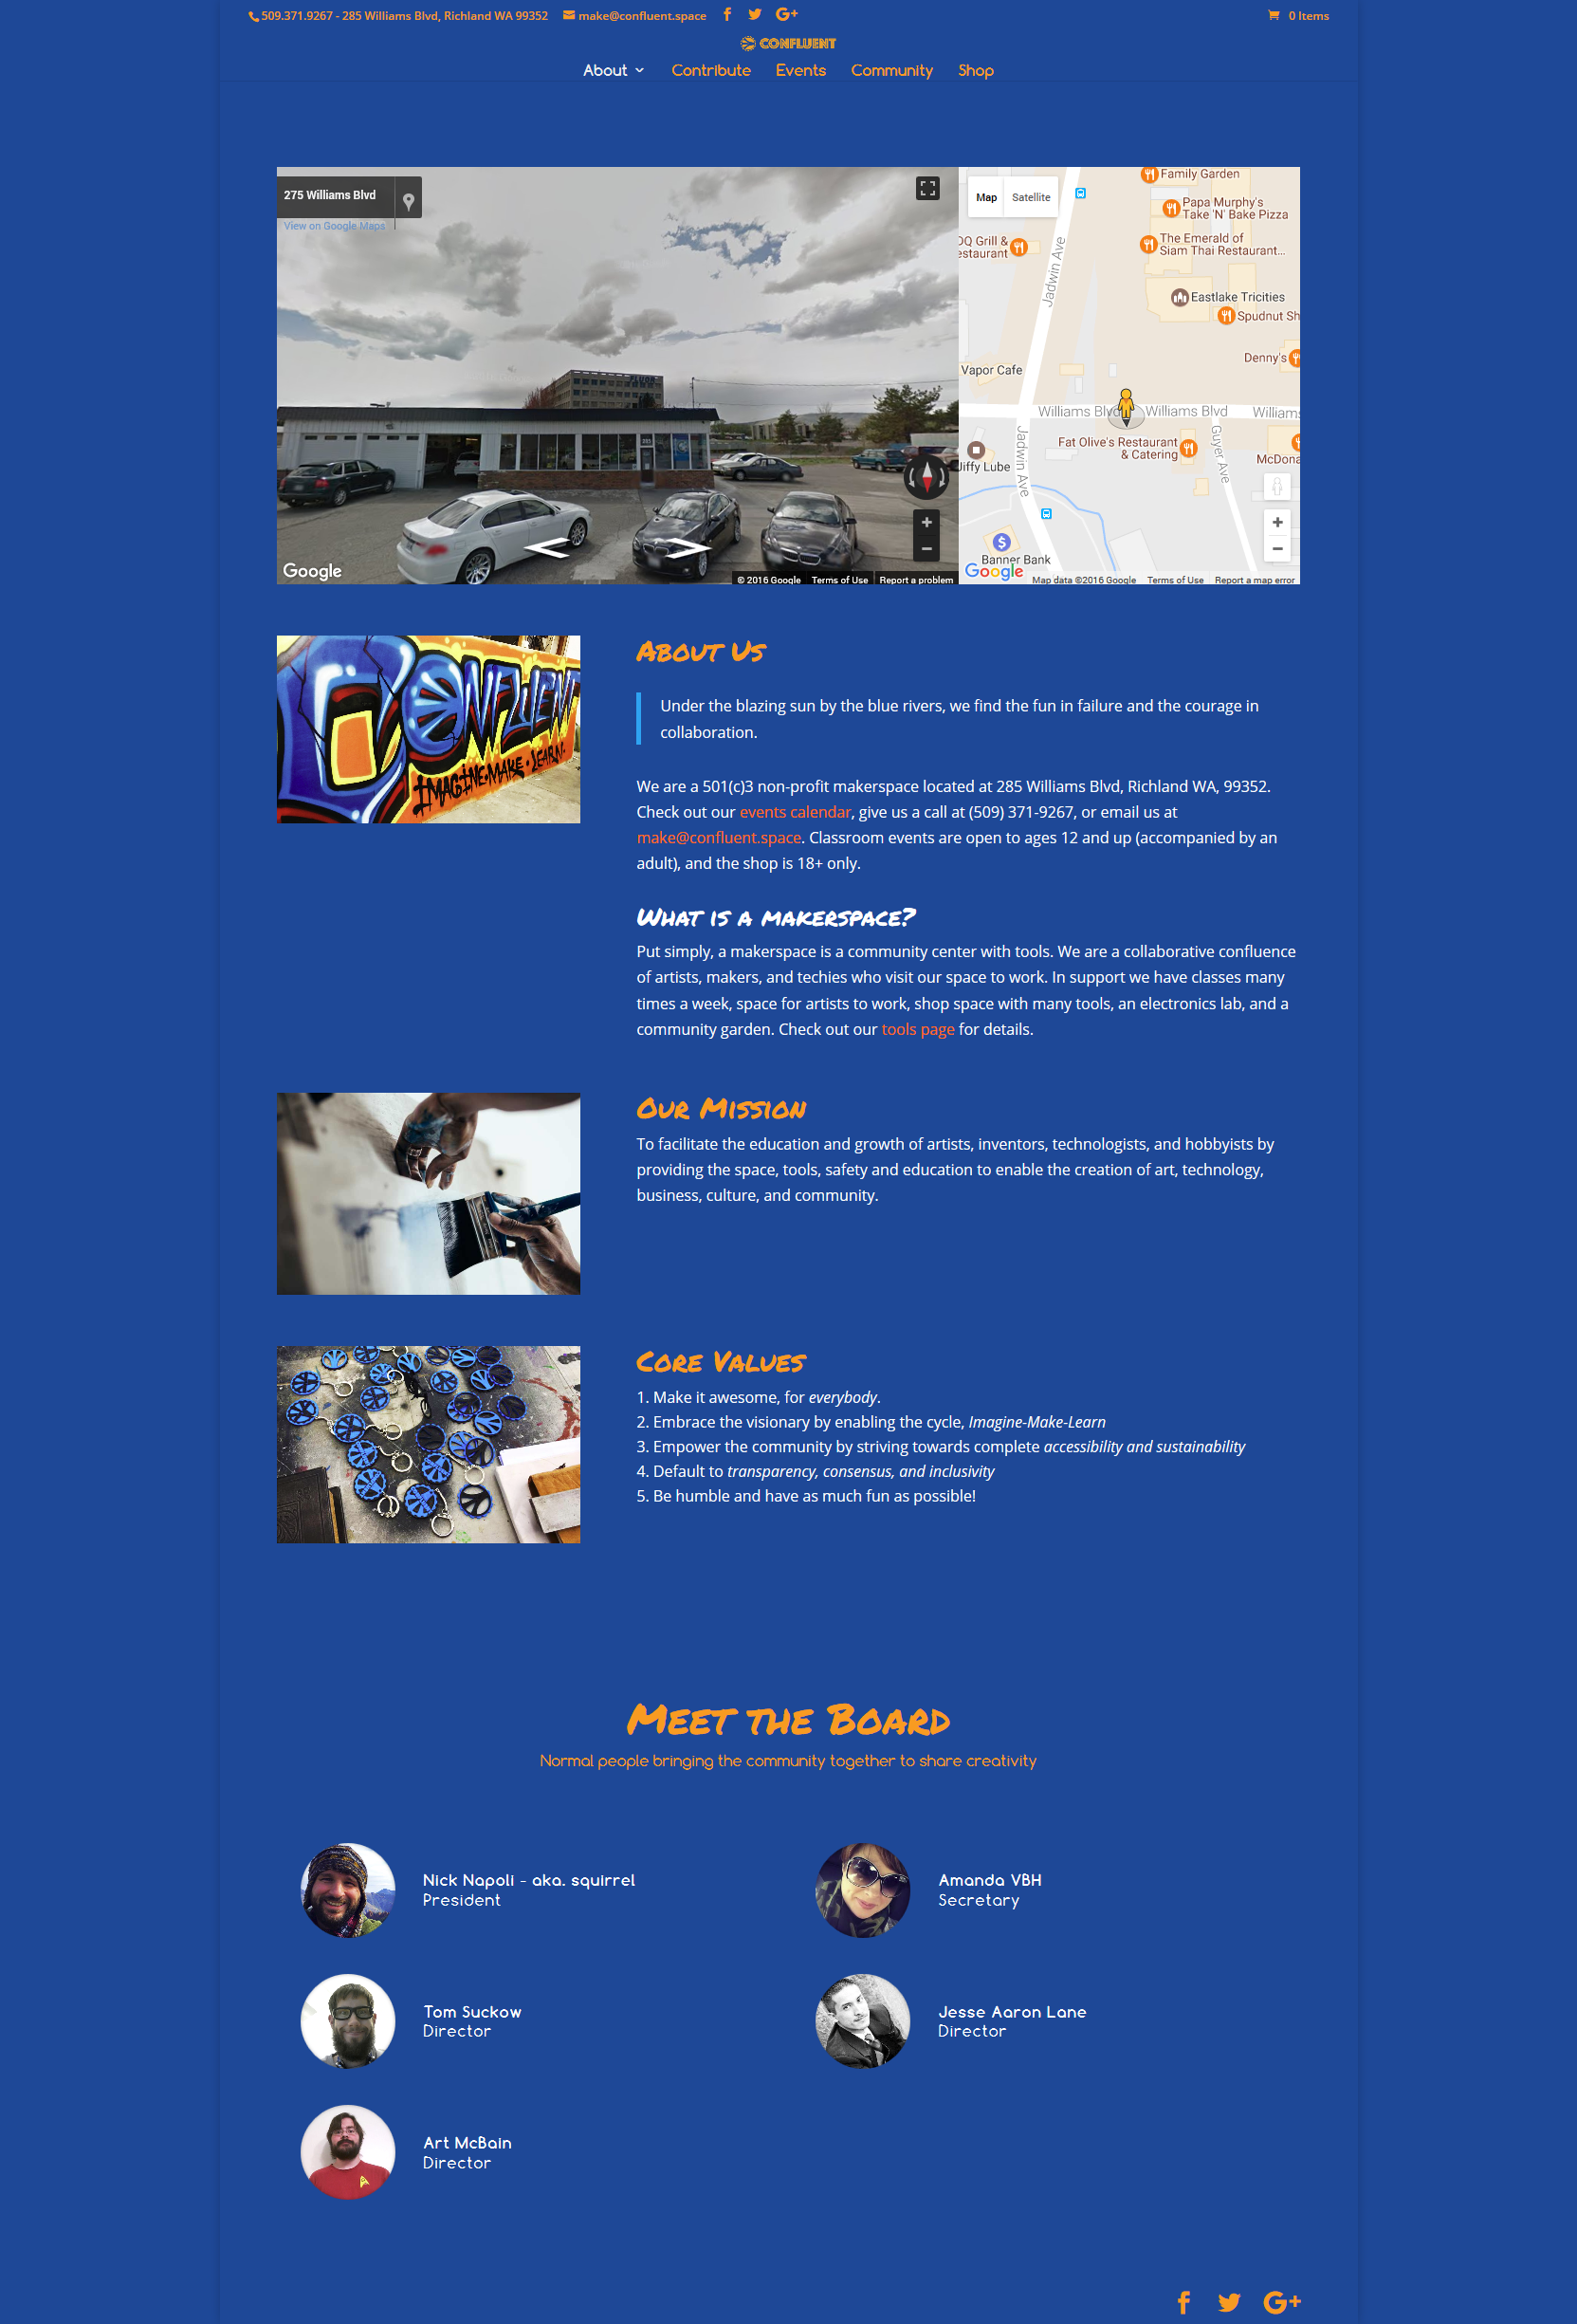 509.371.9267 - 285 Williams Blvd, Richland WA 99352
make@confluent.space
0 Items
CONFLUENT
About
Contribute
Events
Community
Shop
275 Williams Blvd
View on Google Maps
FLUOR
285
Google
© 2016 Google
Terms of Use
Report a problem
Map
Satellite
Family Garden
Papa Murphy's
Take 'N' Bake Pizza
DQ Grill &
estaurant
The Emerald of
Siam Thai Restaurant...
Jadwin Ave
Eastlake Tricities
Spudnut Sh
Denny's
Vapor Cafe
Williams Blvd
Williams Blvd
Williams
Jadwin Ave
Guyer Ave
Fat Olive's Restaurant
& Catering
McDona
Jiffy Lube
Banner Bank
Google
Map data ©2016 Google
Terms of Use
Report a map error
CONFLUENT
IMAGINE·MAKE·LEARN.
About Us
Under the blazing sun by the blue rivers, we find the fun in failure and the courage in
collaboration.
We are a 501(c)3 non-profit makerspace located at 285 Williams Blvd, Richland WA, 99352.
Check out our events calendar, give us a call at (509) 371-9267, or email us at
make@confluent.space. Classroom events are open to ages 12 and up (accompanied by an
adult), and the shop is 18+ only.
What is a makerspace?
Put simply, a makerspace is a community center with tools. We are a collaborative confluence
of artists, makers, and techies who visit our space to work. In support we have classes many
times a week, space for artists to work, shop space with many tools, an electronics lab, and a
community garden. Check out our tools page for details.
Our Mission
To facilitate the education and growth of artists, inventors, technologists, and hobbyists by
providing the space, tools, safety and education to enable the creation of art, technology,
business, culture, and community.
Core Values
1. Make it awesome, for everybody.
2. Embrace the visionary by enabling the cycle, Imagine-Make-Learn
3. Empower the community by striving towards complete accessibility and sustainability
4. Default to transparency, consensus, and inclusivity
5. Be humble and have as much fun as possible!
Meet the Board
Normal people bringing the community together to share creativity
Nick Napoli - aka. squirrel
President
Amanda VBH
Secretary
Tom Suckow
Director
Jesse Aaron Lane
Director
Art McBain
Director